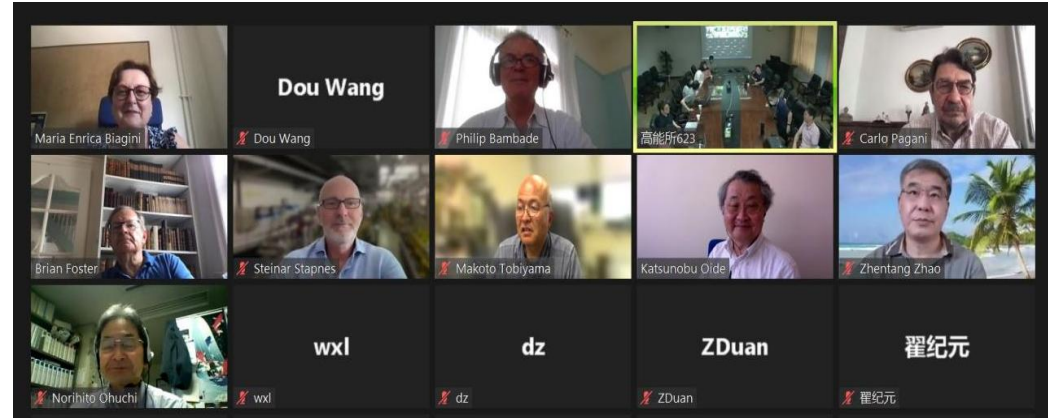 Maria Enrica Biagini
Dou Wang
Dou Wang
Philip Bambade
高能所623
Carlo Pagani
Brian Foster
Steinar Stapnes
Makoto Tobiyama
Katsunobu Oide
Zhentang Zhao
Norihito Ohuchi
wxl
wxl
dz
dz
ZDuan
ZDuan
翟纪元
翟纪元